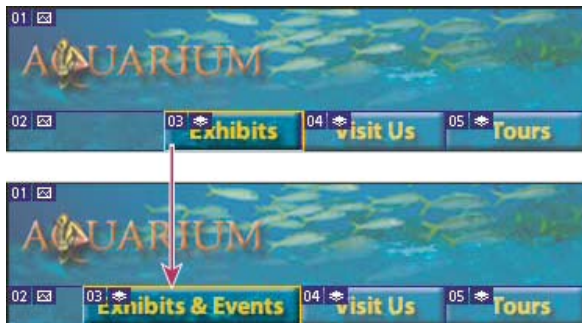 01
AQUARIUM
02 03 Exhibits 04 Visit Us 05 Tours
01
AQUARIUM
02 03 Exhibits & Events 04 Visit Us 05 Tours